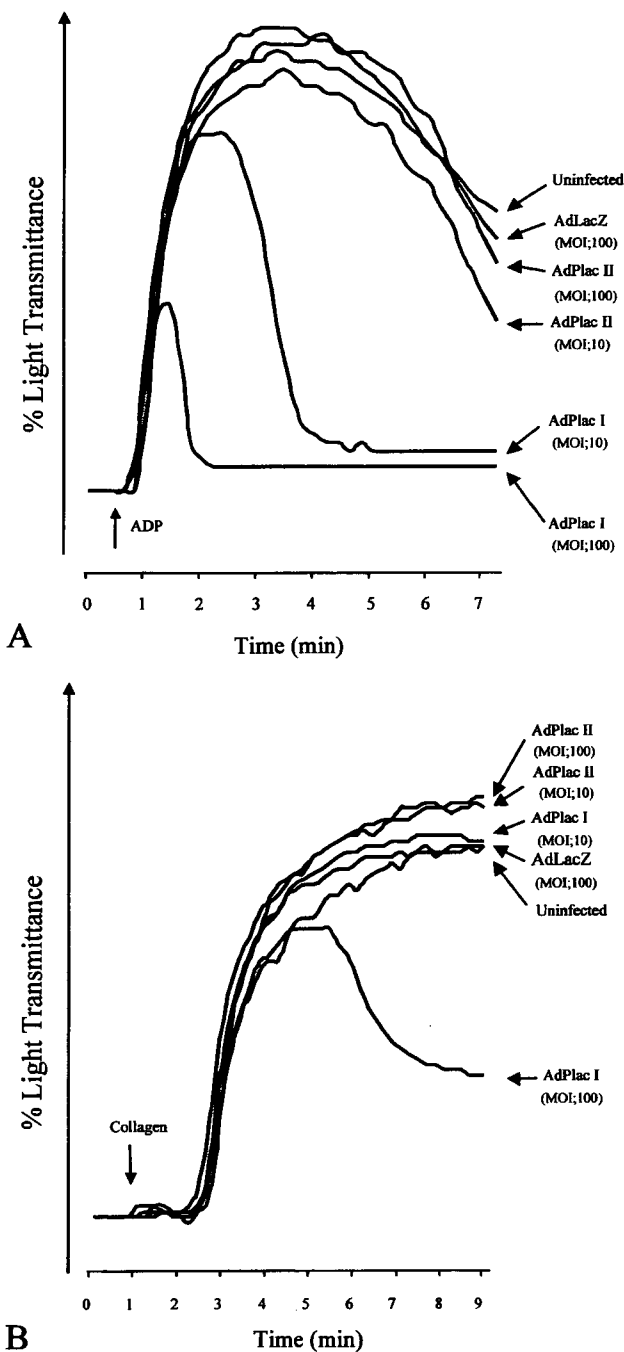 % Light Transmittance
Uninfected
AdLacZ
(MOI;100)
AdPlac II
(MOI;100)
AdPlac II
(MOI;10)
AdPlac I
(MOI;10)
AdPlac I
(MOI;100)
ADP
0 1 2 3 4 5 6 7
A
Time (min)
% Light Transmittance
AdPlac II
(MOI;100)
AdPlac II
(MOI;10)
AdPlac I
(MOI;10)
AdLacZ
(MOI;100)
Uninfected
AdPlac I
(MOI;100)
Collagen
0 1 2 3 4 5 6 7 8 9
B
Time (min)